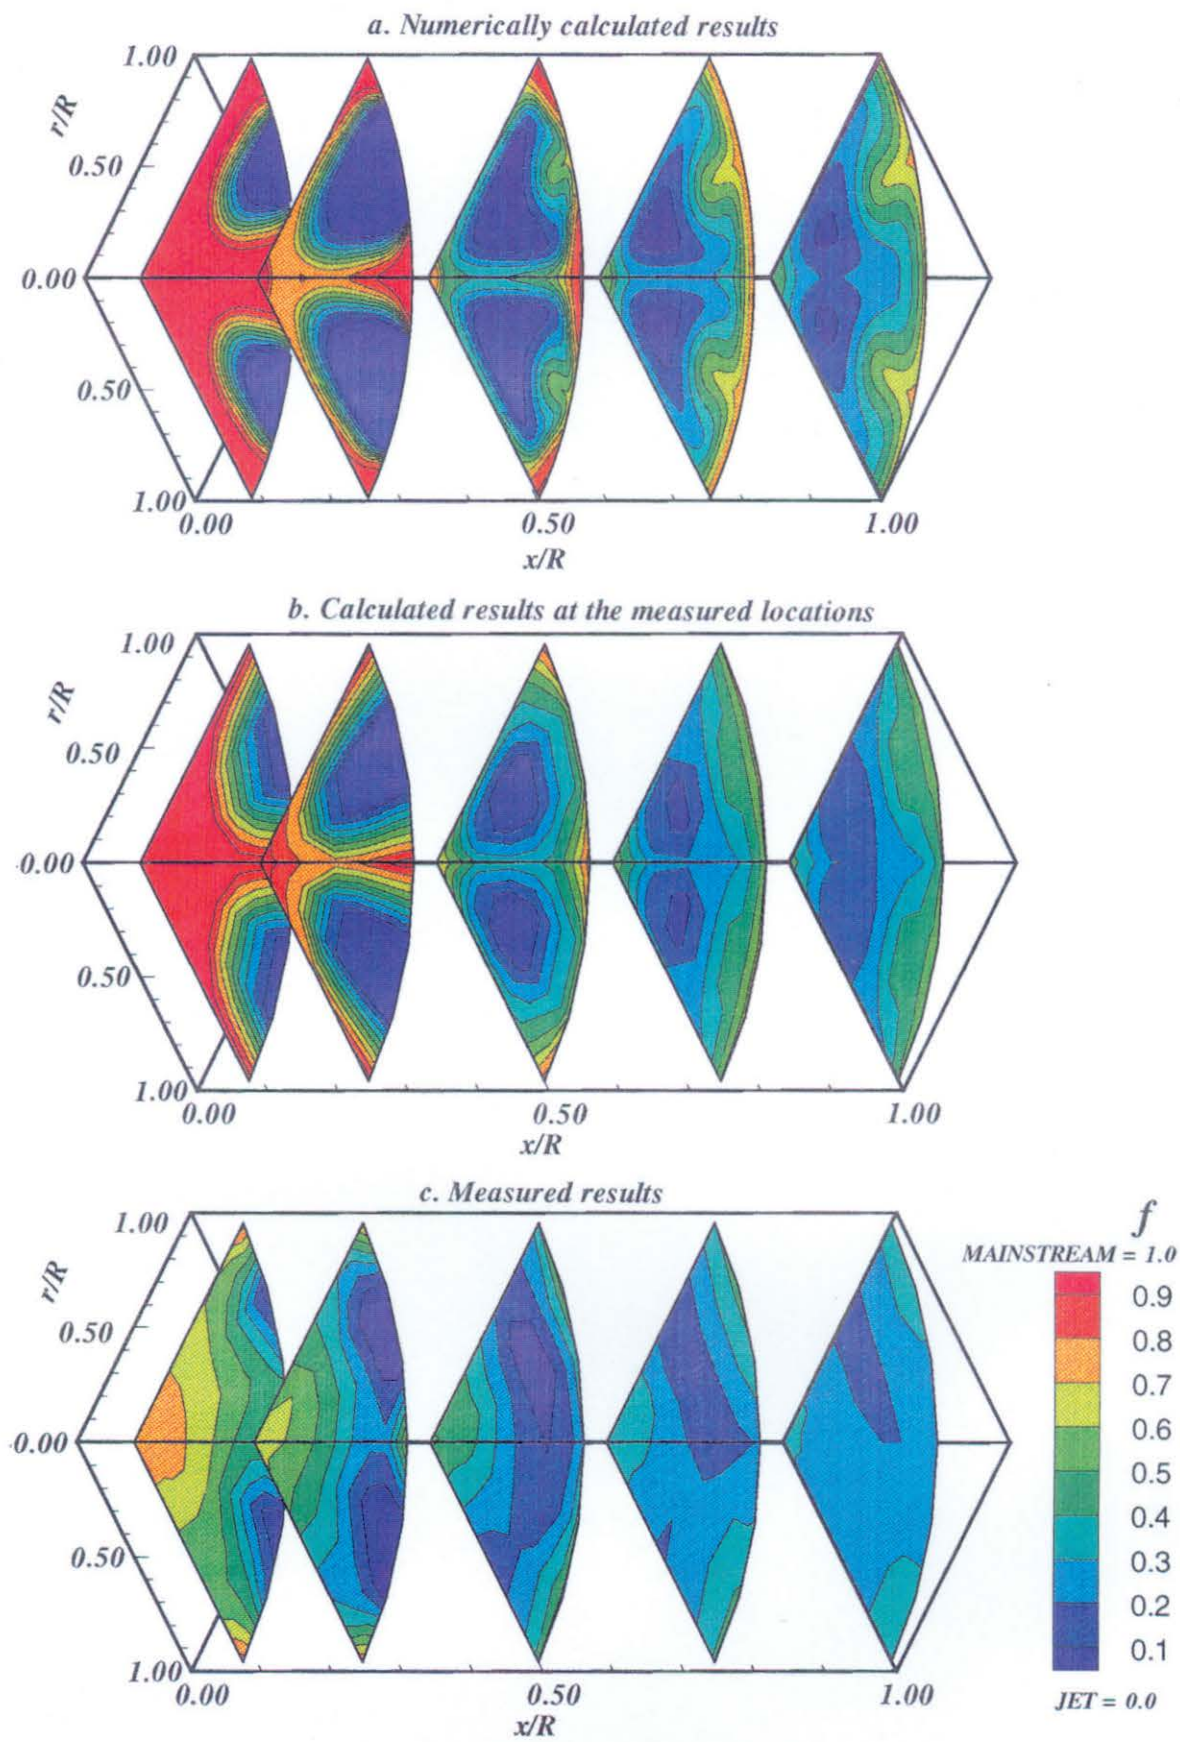 a. Numerically calculated results
1.00
r/R
0.50
0.00
0.50
1.00
0.00 0.50 1.00
x/R
b. Calculated results at the measured locations
1.00
r/R
0.50
0.00
0.50
1.00
0.00 0.50 1.00
x/R
c. Measured results
1.00
r/R
0.50
0.00
0.50
1.00
0.00 0.50 1.00
x/R
f
MAINSTREAM = 1.0
0.9
0.8
0.7
0.6
0.5
0.4
0.3
0.2
0.1
JET = 0.0